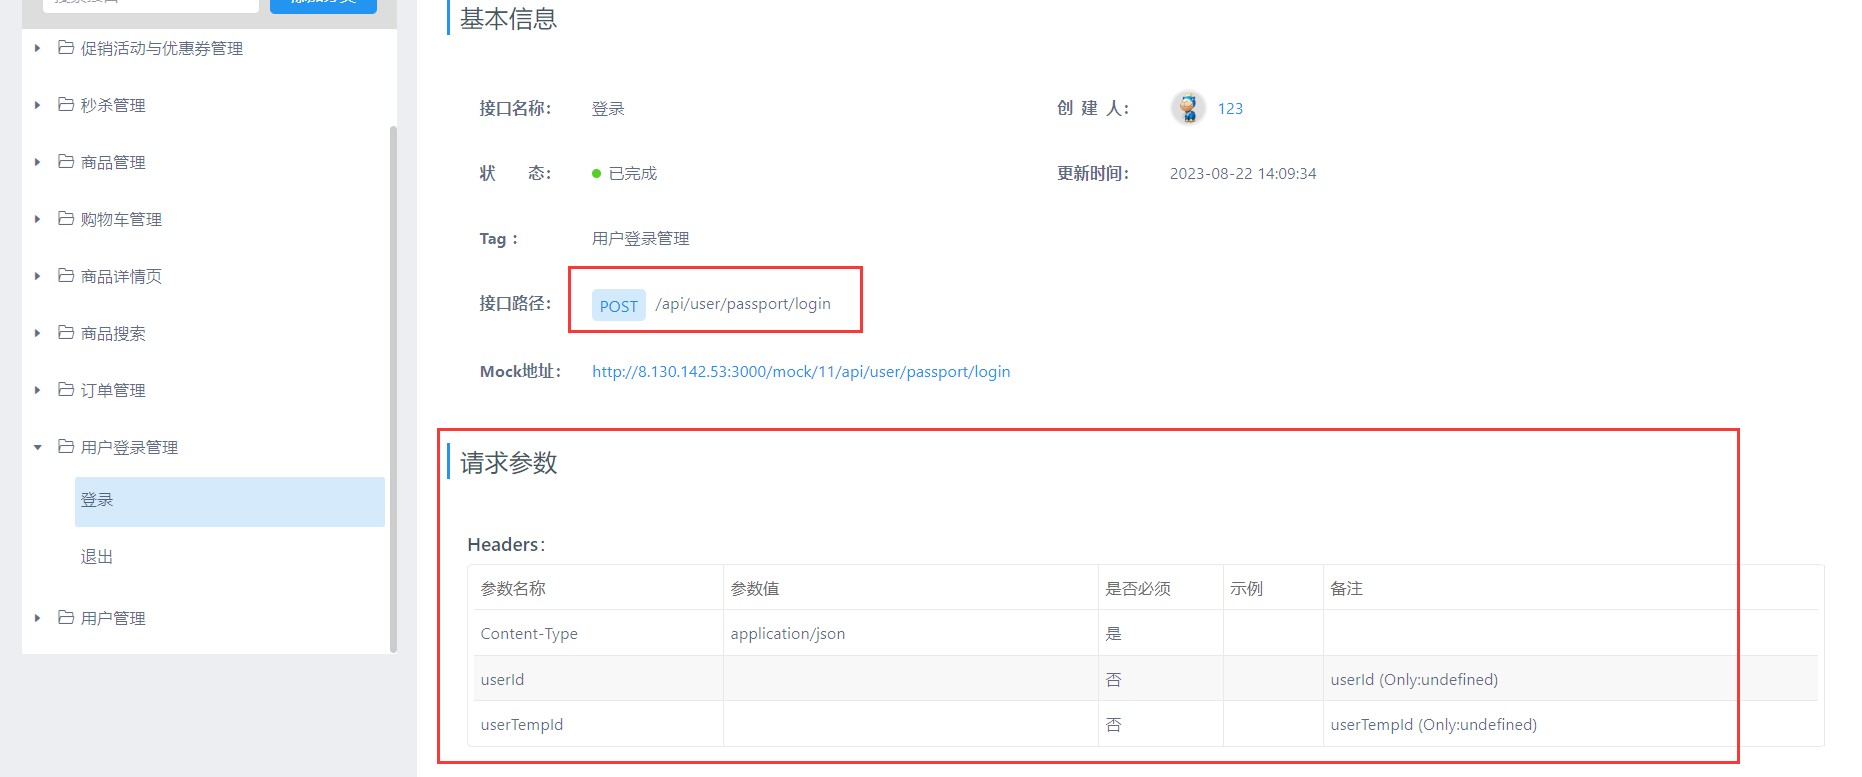 促销活动与优惠券管理
秒杀管理
商品管理
购物车管理
商品详情页
商品搜索
订单管理
用户登录管理
登录
退出
用户管理
基本信息
接口名称： 登录 创 建 人： 123
状 态： 已完成 更新时间： 2023-08-22 14:09:34
Tag： 用户登录管理
接口路径： POST /api/user/passport/login
Mock地址： http://8.130.142.53:3000/mock/11/api/user/passport/login
请求参数
Headers：
参数名称 参数值 是否必须 示例 备注
Content-Type application/json 是
userId 否 userId (Only:undefined)
userTempId 否 userTempId (Only:undefined)